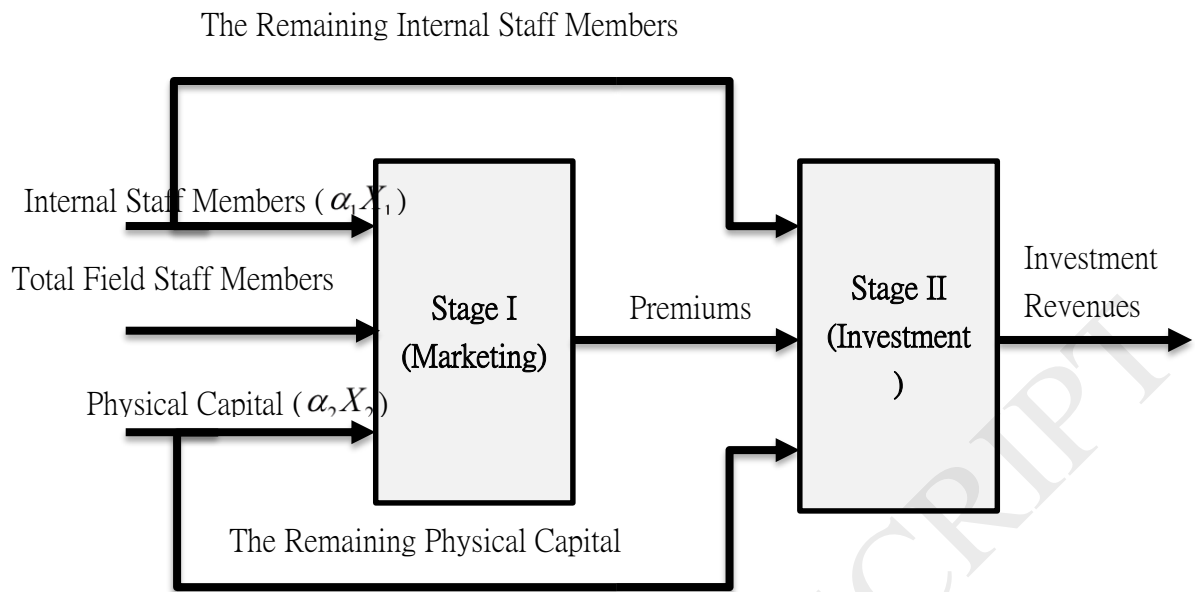 The Remaining Internal Staff Members
Internal Staff Members (α₁X₁)
Total Field Staff Members
Physical Capital (α₂X₂)
Stage I
(Marketing)
Premiums
Stage II
(Investment
)
Investment
Revenues
The Remaining Physical Capital
CRIPT